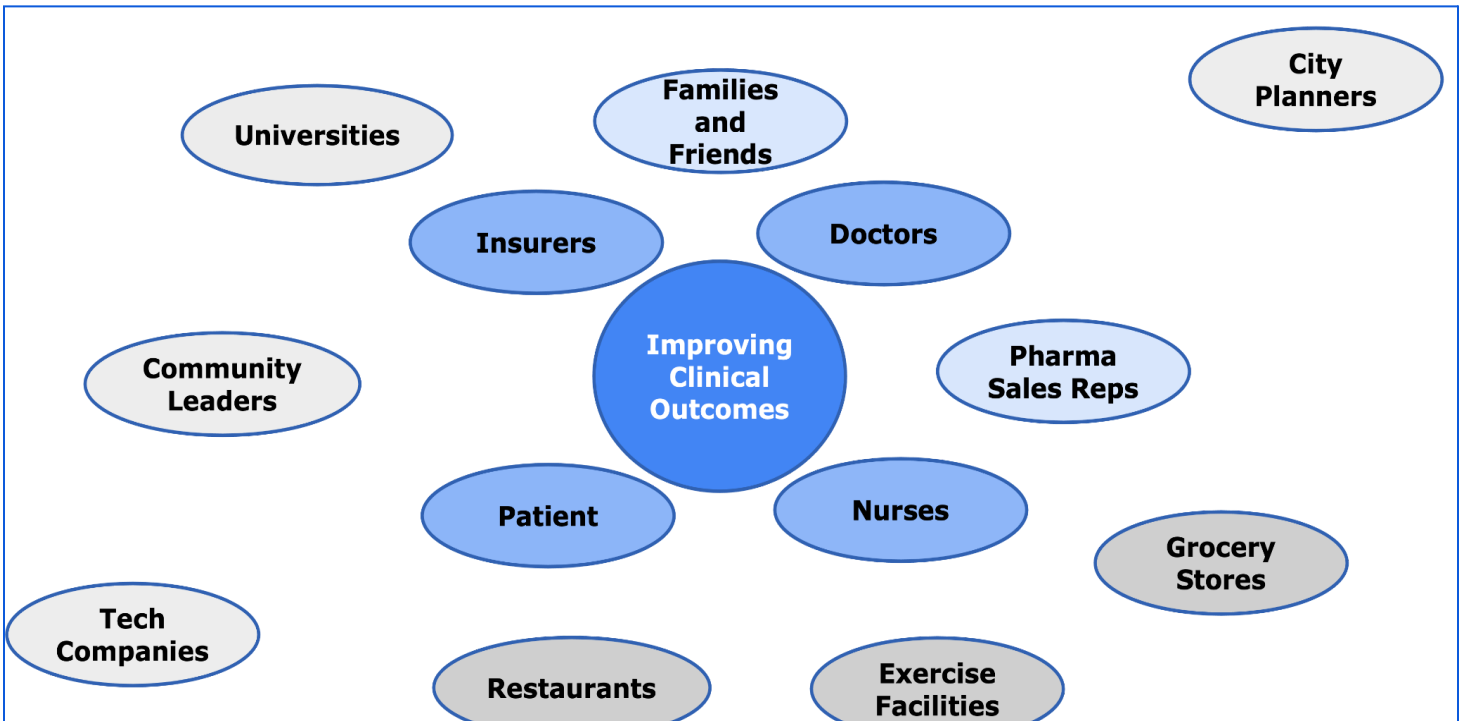 City
Planners
Families
and
Friends
Universities
Insurers
Doctors
Improving
Clinical
Outcomes
Pharma
Sales Reps
Community
Leaders
Patient
Nurses
Grocery
Stores
Tech
Companies
Restaurants
Exercise
Facilities